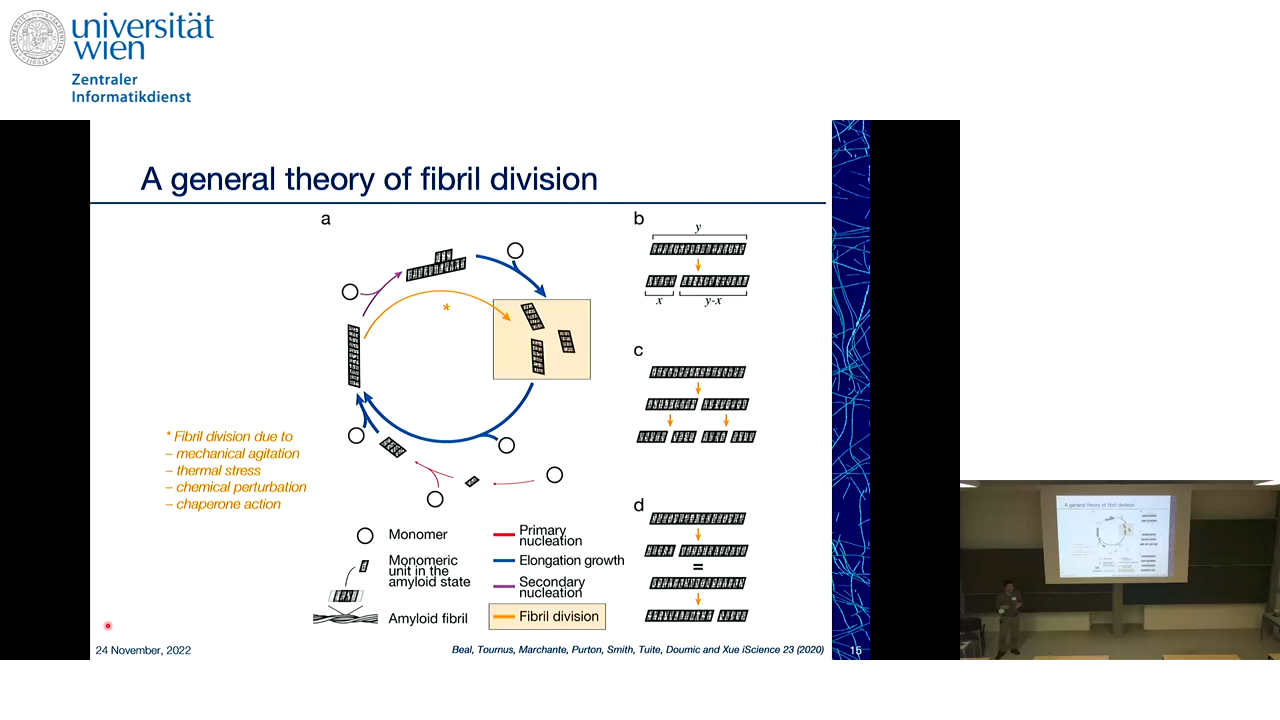 universität
wien
Zentraler
Informatikdienst
A general theory of fibril division
a
*
* Fibril division due to
– mechanical agitation
– thermal stress
– chemical perturbation
– chaperone action
Monomer
Monomeric
unit in the
amyloid state
Amyloid fibril
Primary
nucleation
Elongation growth
Secondary
nucleation
Fibril division
b
y
x y-x
c
d
=
24 November, 2022
Beal, Tournus, Marchante, Purton, Smith, Tuite, Doumic and Xue iScience 23 (2020)
15
A general theory of fibril division